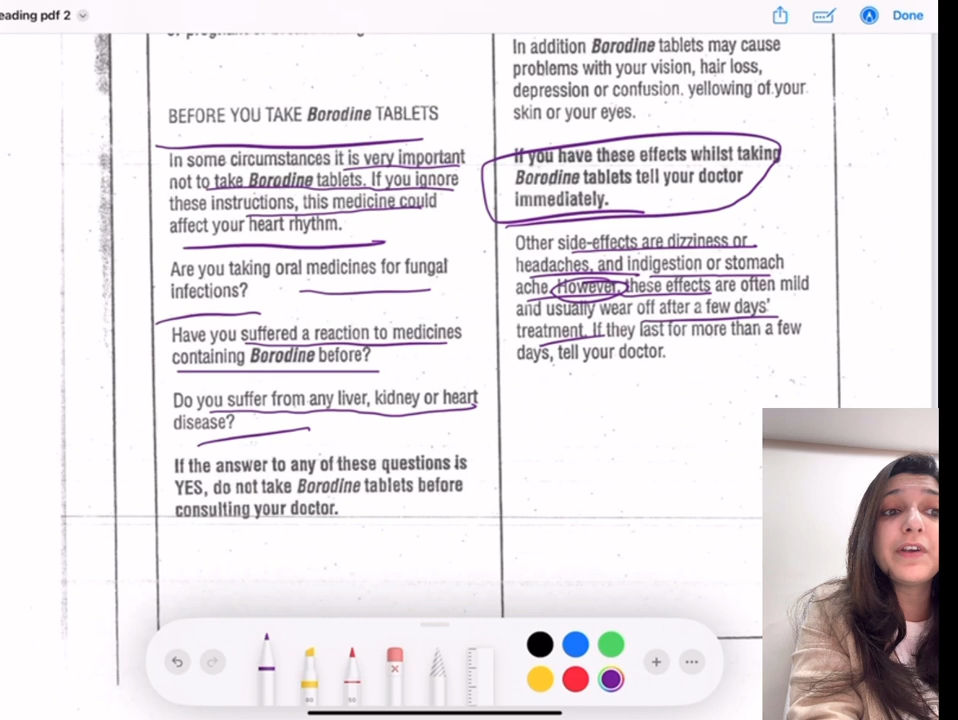 eading pdf 2
Done
BEFORE YOU TAKE Borodine TABLETS
In some circumstances it is very important
not to take Borodine tablets. If you ignore
these instructions, this medicine could
affect your heart rhythm.
Are you taking oral medicines for fungal
infections?
Have you suffered a reaction to medicines
containing Borodine before?
Do you suffer from any liver, kidney or heart
disease?
If the answer to any of these questions is
YES, do not take Borodine tablets before
consulting your doctor.
In addition Borodine tablets may cause
problems with your vision, hair loss,
depression or confusion. yellowing of your
skin or your eyes.
If you have these effects whilst taking
Borodine tablets tell your doctor
immediately.
Other side-effects are dizziness or
headaches, and indigestion or stomach
ache. However, these effects are often mild
and usually wear off after a few days'
treatment. If they last for more than a few
days, tell your doctor.